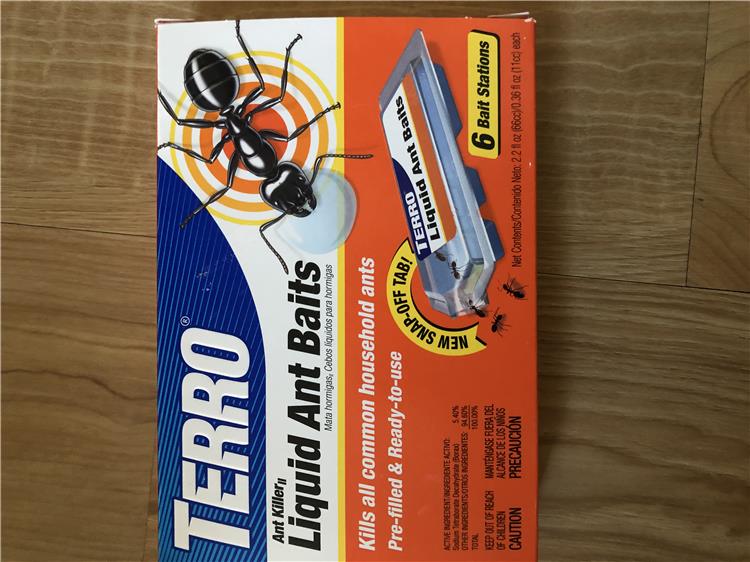 TERRO®
Ant Killer II
Liquid Ant Baits
Mata hormigas, Cebos líquidos para hormigas
Kills all common household ants
Pre-filled & Ready-to-use
TERRO
Liquid Ant Baits
NEW SNAP-OFF TAB!
6 Bait Stations
Net Contents/Contenido Neto: 2.2 fl oz (66cc)/0.36 fl oz (11cc) each
ACTIVE INGREDIENT/INGREDIENTE ACTIVO:
Sodium Tetraborate Decahydrate (Borax) 5.40%
OTHER INGREDIENTS/OTROS INGREDIENTES: 94.60%
TOTAL 100.00%
KEEP OUT OF REACH
OF CHILDREN
CAUTION
MANTÉNGASE FUERA DEL
ALCANCE DE LOS NIÑOS
PRECAUCIÓN